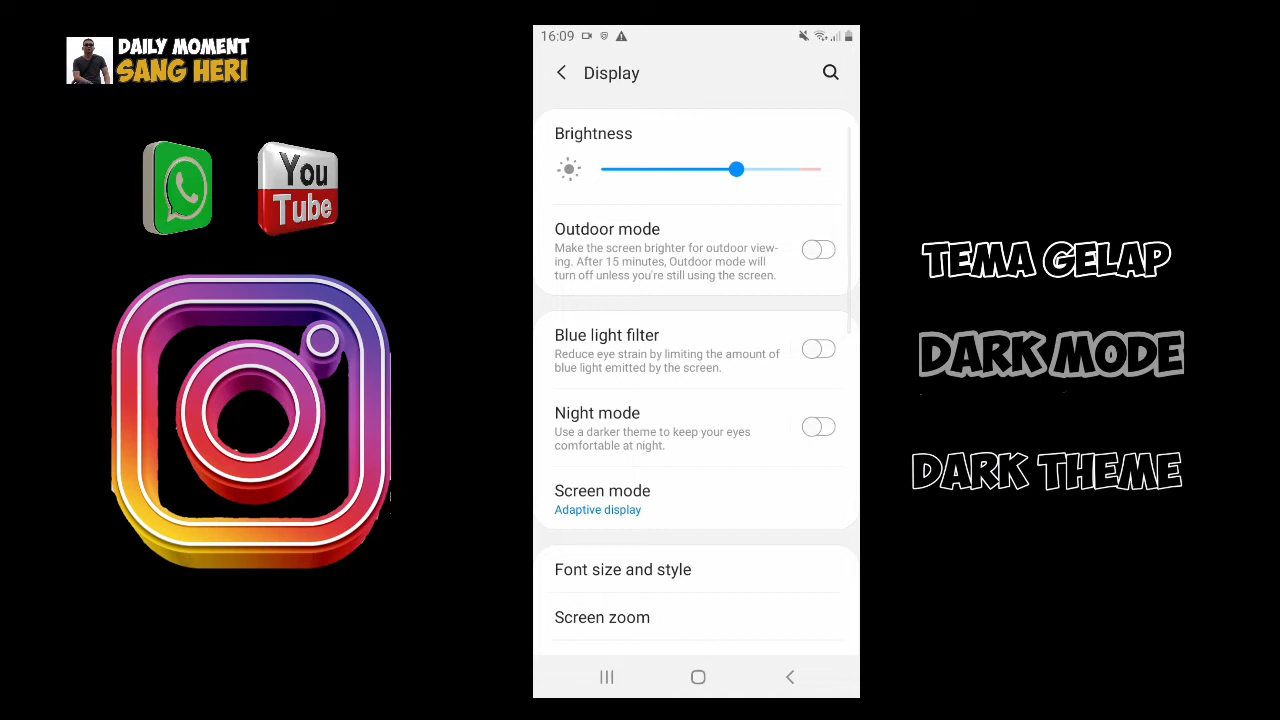 DAILY MOMENT
SANG HERI
You
Tube
16:09
Display
Brightness
Outdoor mode
Make the screen brighter for outdoor view-
ing. After 15 minutes, Outdoor mode will
turn off unless you're still using the screen.
Blue light filter
Reduce eye strain by limiting the amount of
blue light emitted by the screen.
Night mode
Use a darker theme to keep your eyes
comfortable at night.
Screen mode
Adaptive display
Font size and style
Screen zoom
TEMA GELAP
DARK MODE
DARK THEME